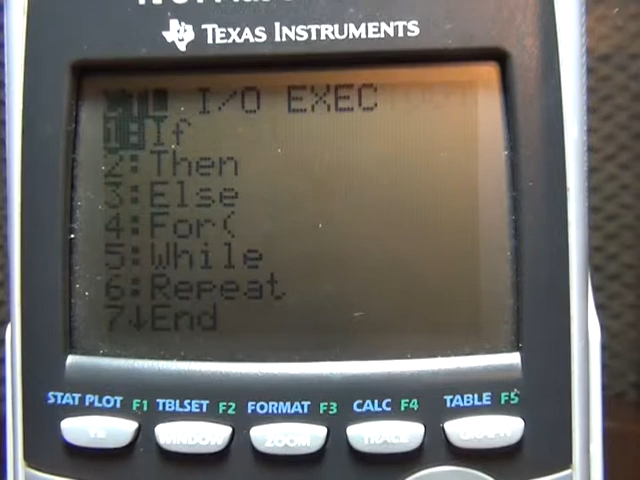 TEXAS INSTRUMENTS
I/O EXEC
1:If
2:Then
3:Else
4:For(
5:While
6:Repeat
7↓End
STAT PLOT F1 TBLSET F2 FORMAT F3 CALC F4 TABLE F5
Y= WINDOW ZOOM TRACE GRAPH